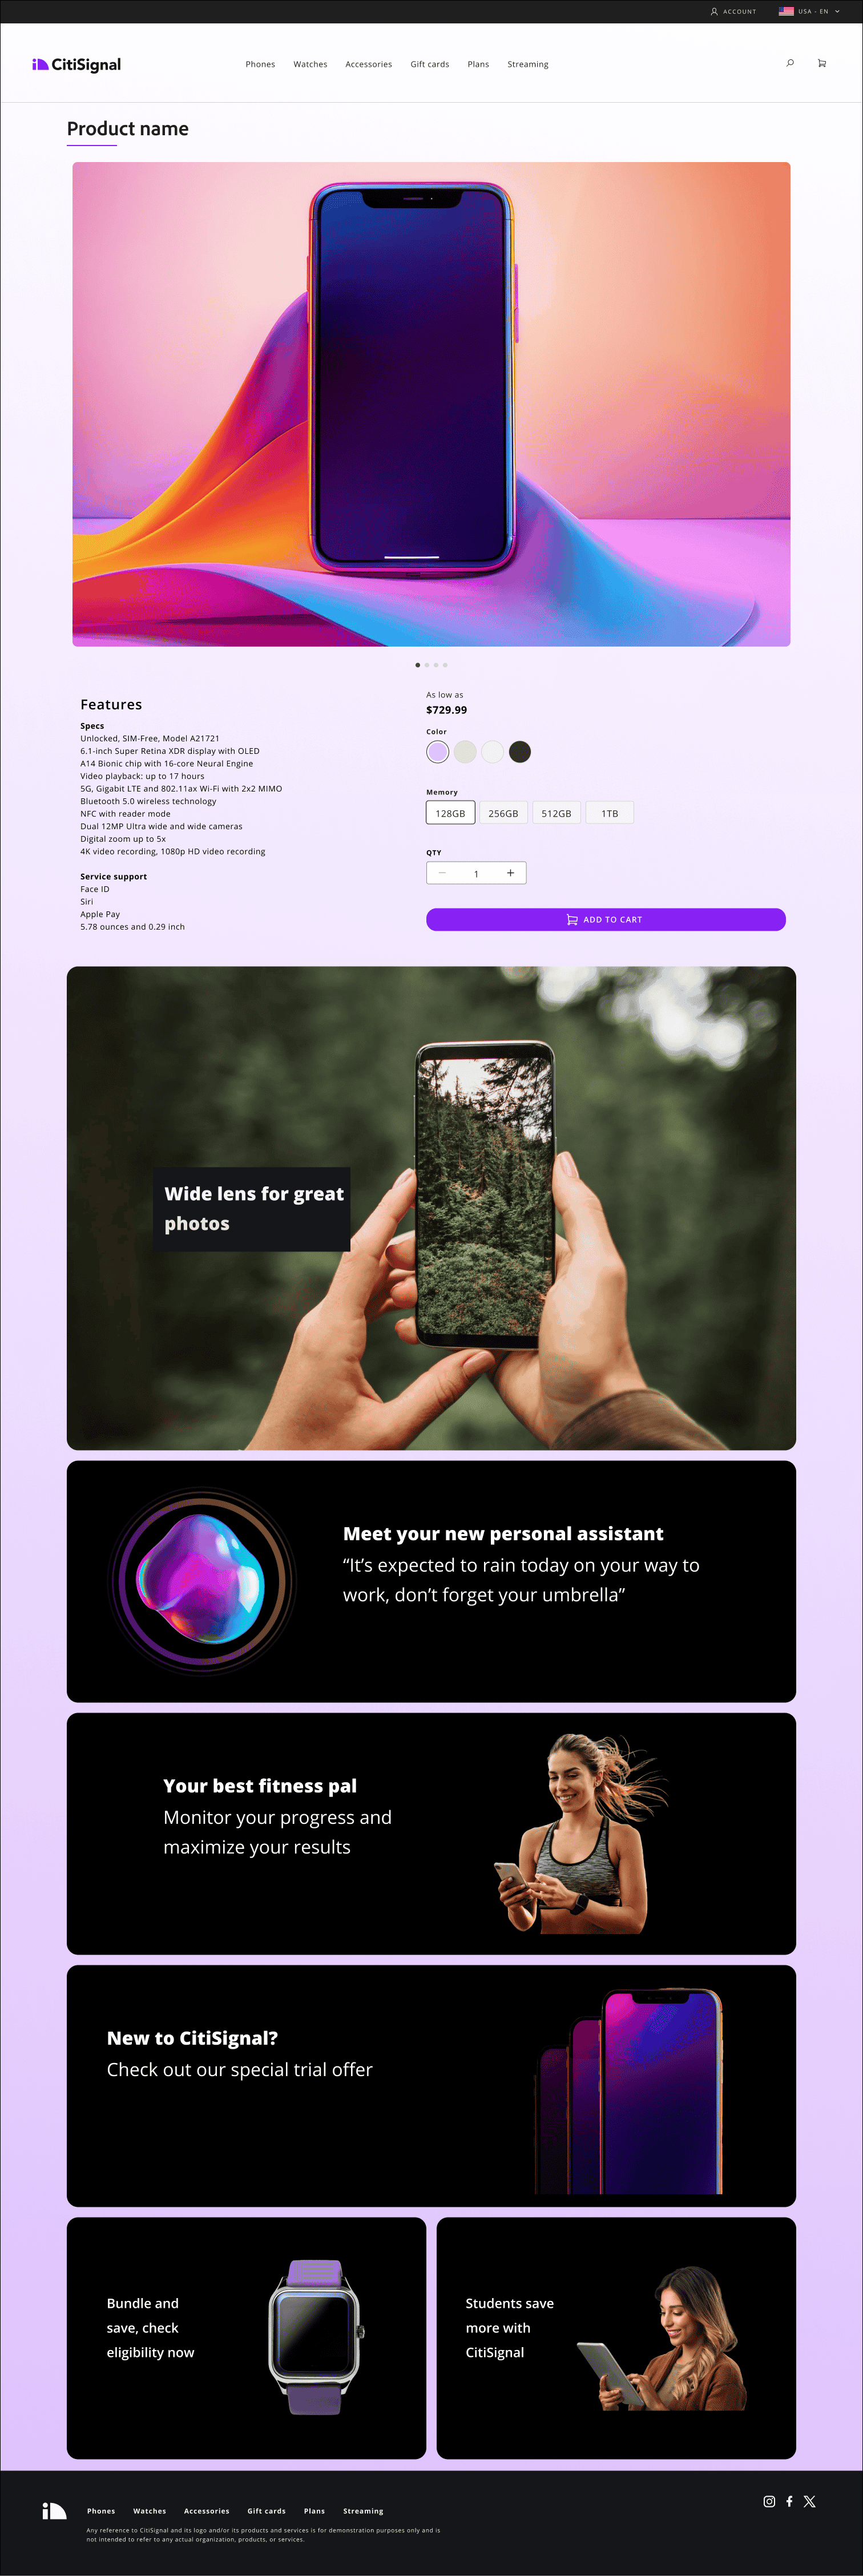 ACCOUNT
USA - EN
CitiSignal
Phones Watches Accessories Gift cards Plans Streaming
Product name
Features
Specs
Unlocked, SIM-Free, Model A21721
6.1-inch Super Retina XDR display with OLED
A14 Bionic chip with 16-core Neural Engine
Video playback: up to 17 hours
5G, Gigabit LTE and 802.11ax Wi-Fi with 2x2 MIMO
Bluetooth 5.0 wireless technology
NFC with reader mode
Dual 12MP Ultra wide and wide cameras
Digital zoom up to 5x
4K video recording, 1080p HD video recording
Service support
Face ID
Siri
Apple Pay
5.78 ounces and 0.29 inch
As low as
$729.99
Color
Memory
128GB 256GB 512GB 1TB
QTY
1
ADD TO CART
Wide lens for great
photos
Meet your new personal assistant
“It’s expected to rain today on your way to
work, don’t forget your umbrella”
Your best fitness pal
Monitor your progress and
maximize your results
New to CitiSignal?
Check out our special trial offer
Bundle and
save, check
eligibility now
Students save
more with
CitiSignal
Phones Watches Accessories Gift cards Plans Streaming
Any reference to CitiSignal and its logo and/or its products and services is for demonstration purposes only and is
not intended to refer to any actual organization, products, or services.